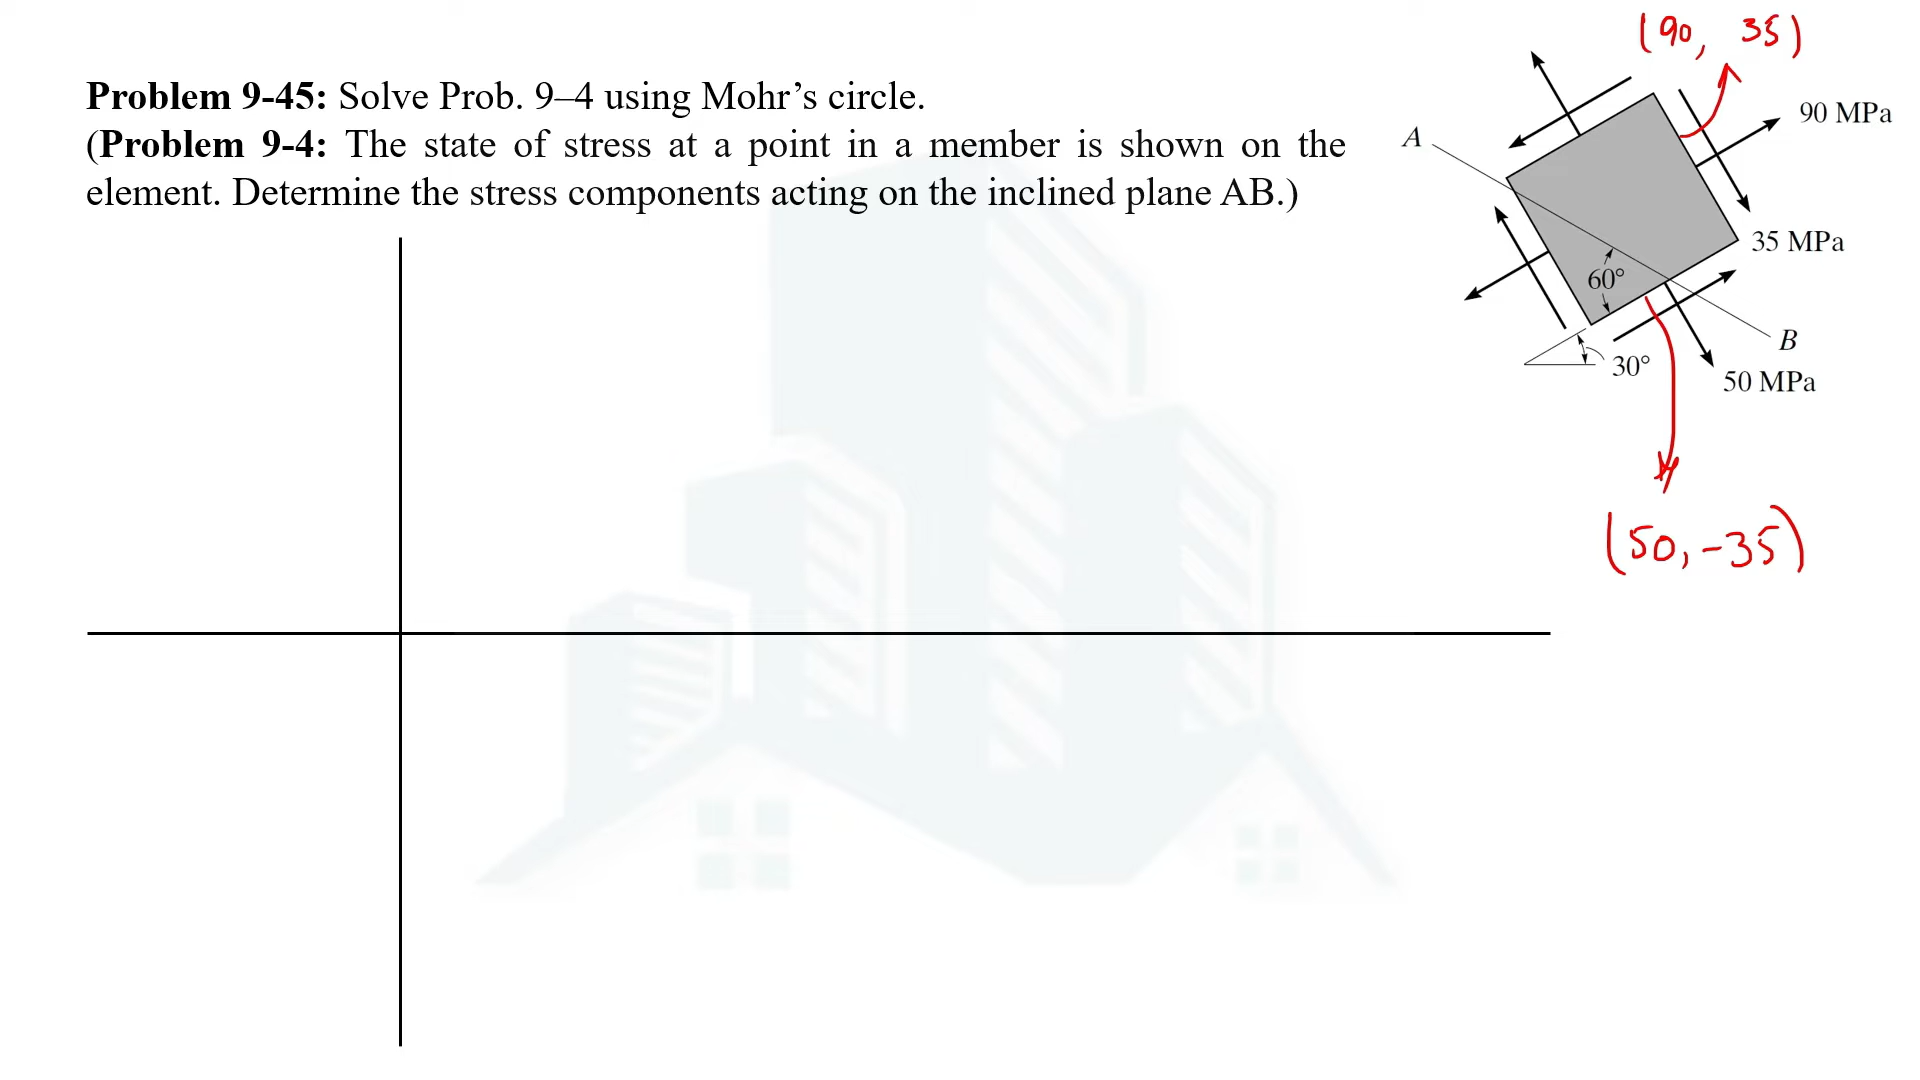 Problem 9-45: Solve Prob. 9–4 using Mohr’s circle.
(Problem 9-4: The state of stress at a point in a member is shown on the
element. Determine the stress components acting on the inclined plane AB.)
(90, 35)
90 MPa
A
35 MPa
60°
B
30°
50 MPa
(50,-35)